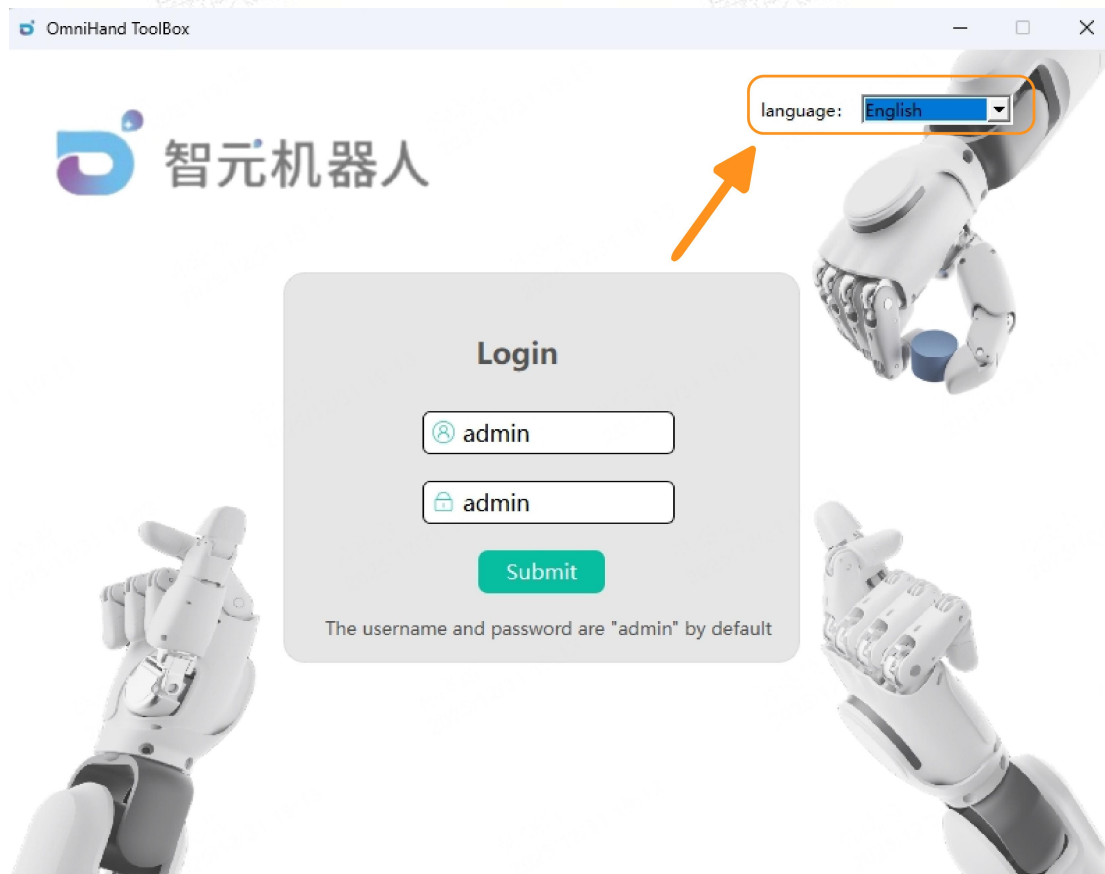 OmniHand ToolBox
language:
English
智元机器人
Login
admin
admin
Submit
The username and password are "admin" by default